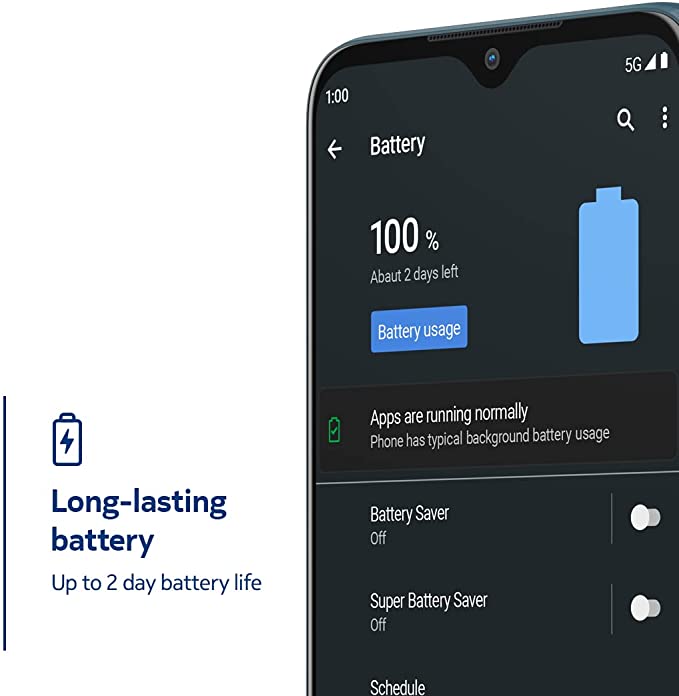 5G
1:00
Battery
100 %
Abaut 2 days left
Battery usage
Apps are running normally
Phone has typical background battery usage
Battery Saver
Off
Super Battery Saver
Off
Schedule
Long-lasting
battery
Up to 2 day battery life